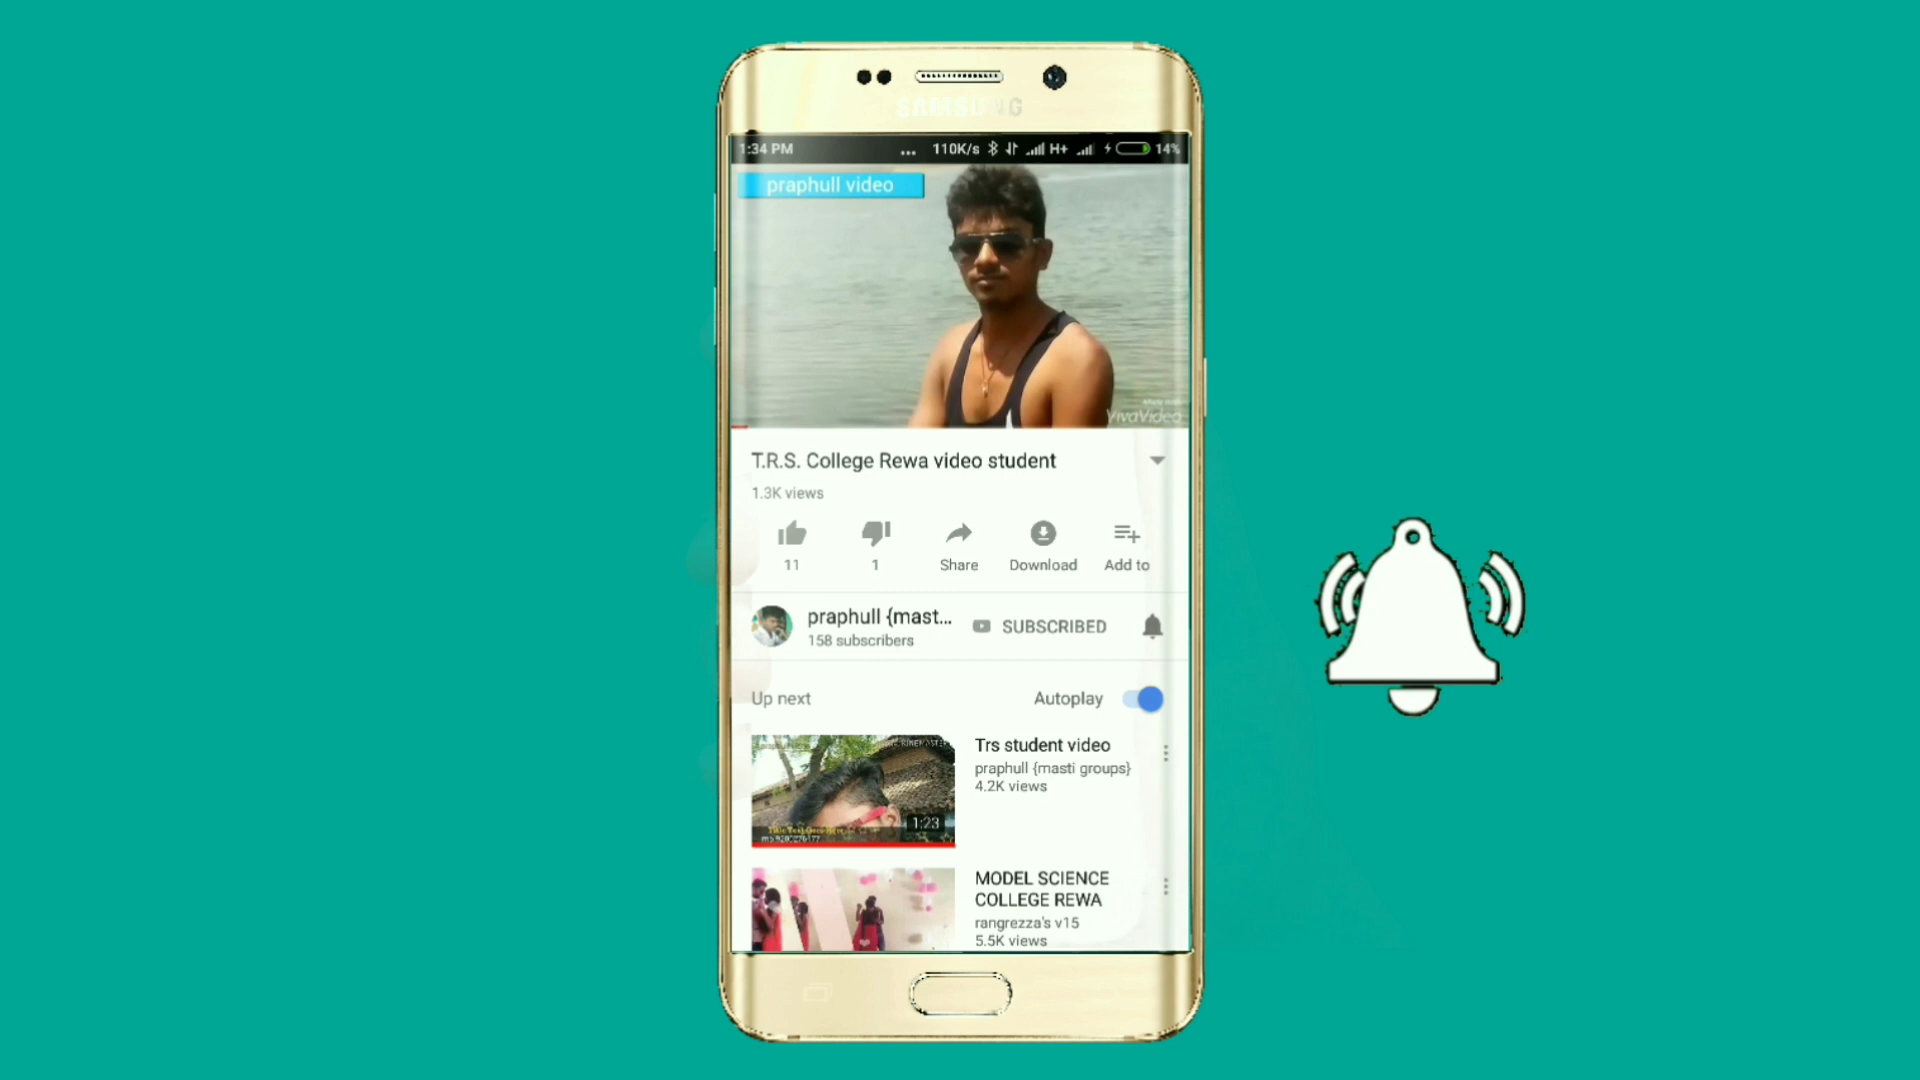 SAMSUNG
1:34 PM ... 110K/s H+ 14%
praphull video
VivaVideo
T.R.S. College Rewa video student
1.3K views
11 1 Share Download Add to
praphull {mast... SUBSCRIBED
158 subscribers
Up next Autoplay
Trs student video
praphull {masti groups}
4.2K views
1:23
MODEL SCIENCE
COLLEGE REWA
rangrezza's v15
5.5K views